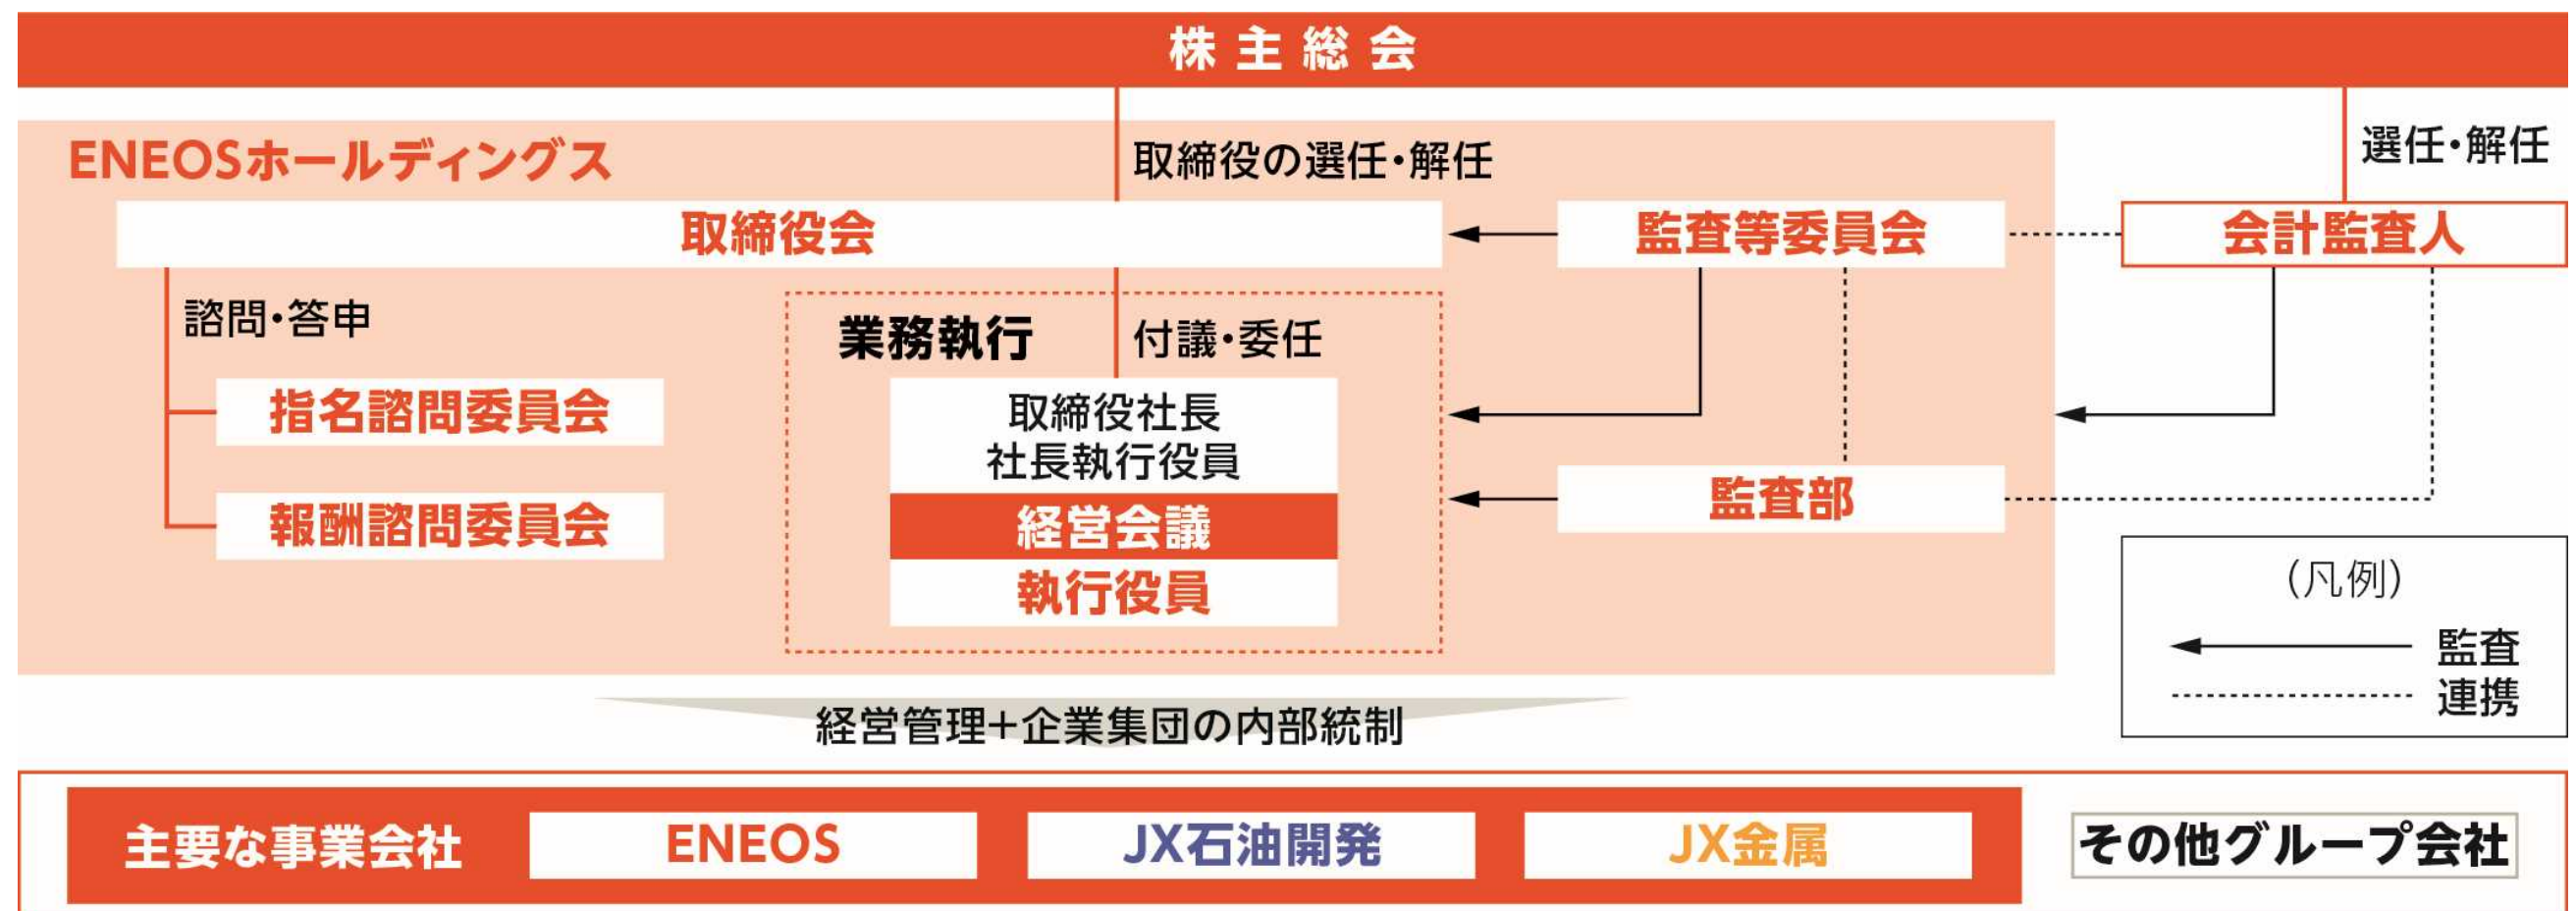 株主総会
ENEOSホールディングス
取締役の選任・解任
選任・解任
取締役会
監査等委員会
会計監査人
諮問・答申
業務執行
付議・委任
指名諮問委員会
報酬諮問委員会
取締役社長
社長執行役員
経営会議
執行役員
監査部
(凡例)
監査
連携
経営管理+企業集団の内部統制
主要な事業会社
ENEOS
JX石油開発
JX金属
その他グループ会社